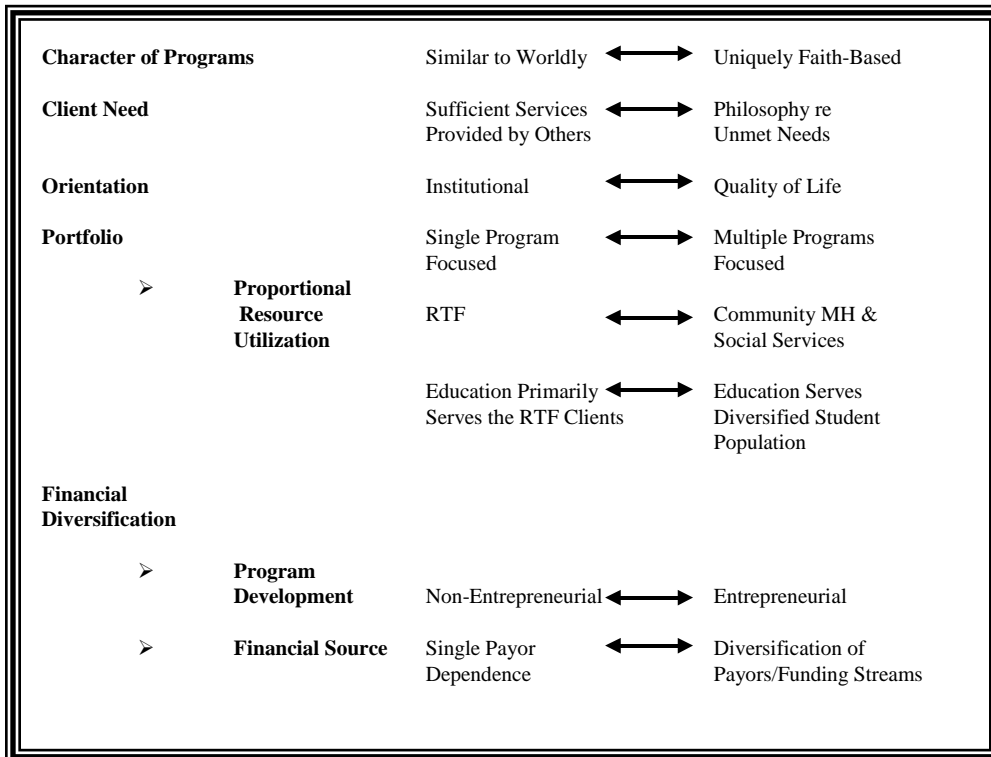 Character of Programs Similar to Worldly Uniquely Faith-Based
Client Need Sufficient Services Philosophy re
Provided by Others Unmet Needs
Orientation Institutional Quality of Life
Portfolio Single Program Multiple Programs
Focused Focused
➢ Proportional
Resource RTF Community MH &
Utilization Social Services
Education Primarily Education Serves
Serves the RTF Clients Diversified Student
Population
Financial
Diversification
➢ Program
Development Non-Entrepreneurial Entrepreneurial
➢ Financial Source Single Payor Diversification of
Dependence Payors/Funding Streams